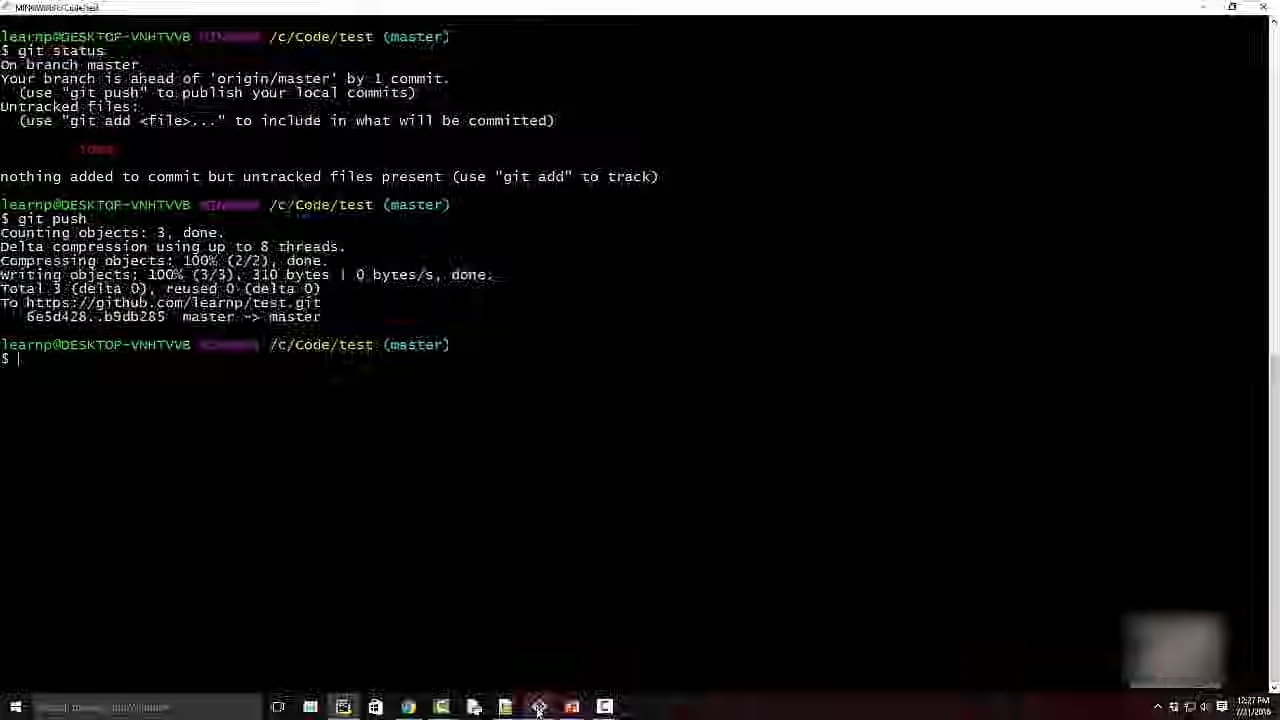 learnp@DESKTOP-VNHTVVB /c/Code/test (master)
$ git status
On branch master
Your branch is ahead of 'origin/master' by 1 commit.
(use "git push" to publish your local commits)
Untracked files:
(use "git add <file>..." to include in what will be committed)
nothing added to commit but untracked files present (use "git add" to track)
learnp@DESKTOP-VNHTVVB /c/Code/test (master)
$ git push
Counting objects: 3, done.
Delta compression using up to 8 threads.
Compressing objects: 100% (2/2), done.
Writing objects: 100% (3/3), 310 bytes | 0 bytes/s, done.
Total 3 (delta 0), reused 0 (delta 0)
To https://github.com/learnp/test.git
6e5d428..b9db285 master -> master
learnp@DESKTOP-VNHTVVB /c/Code/test (master)
$
12:27 PM
7/31/2016